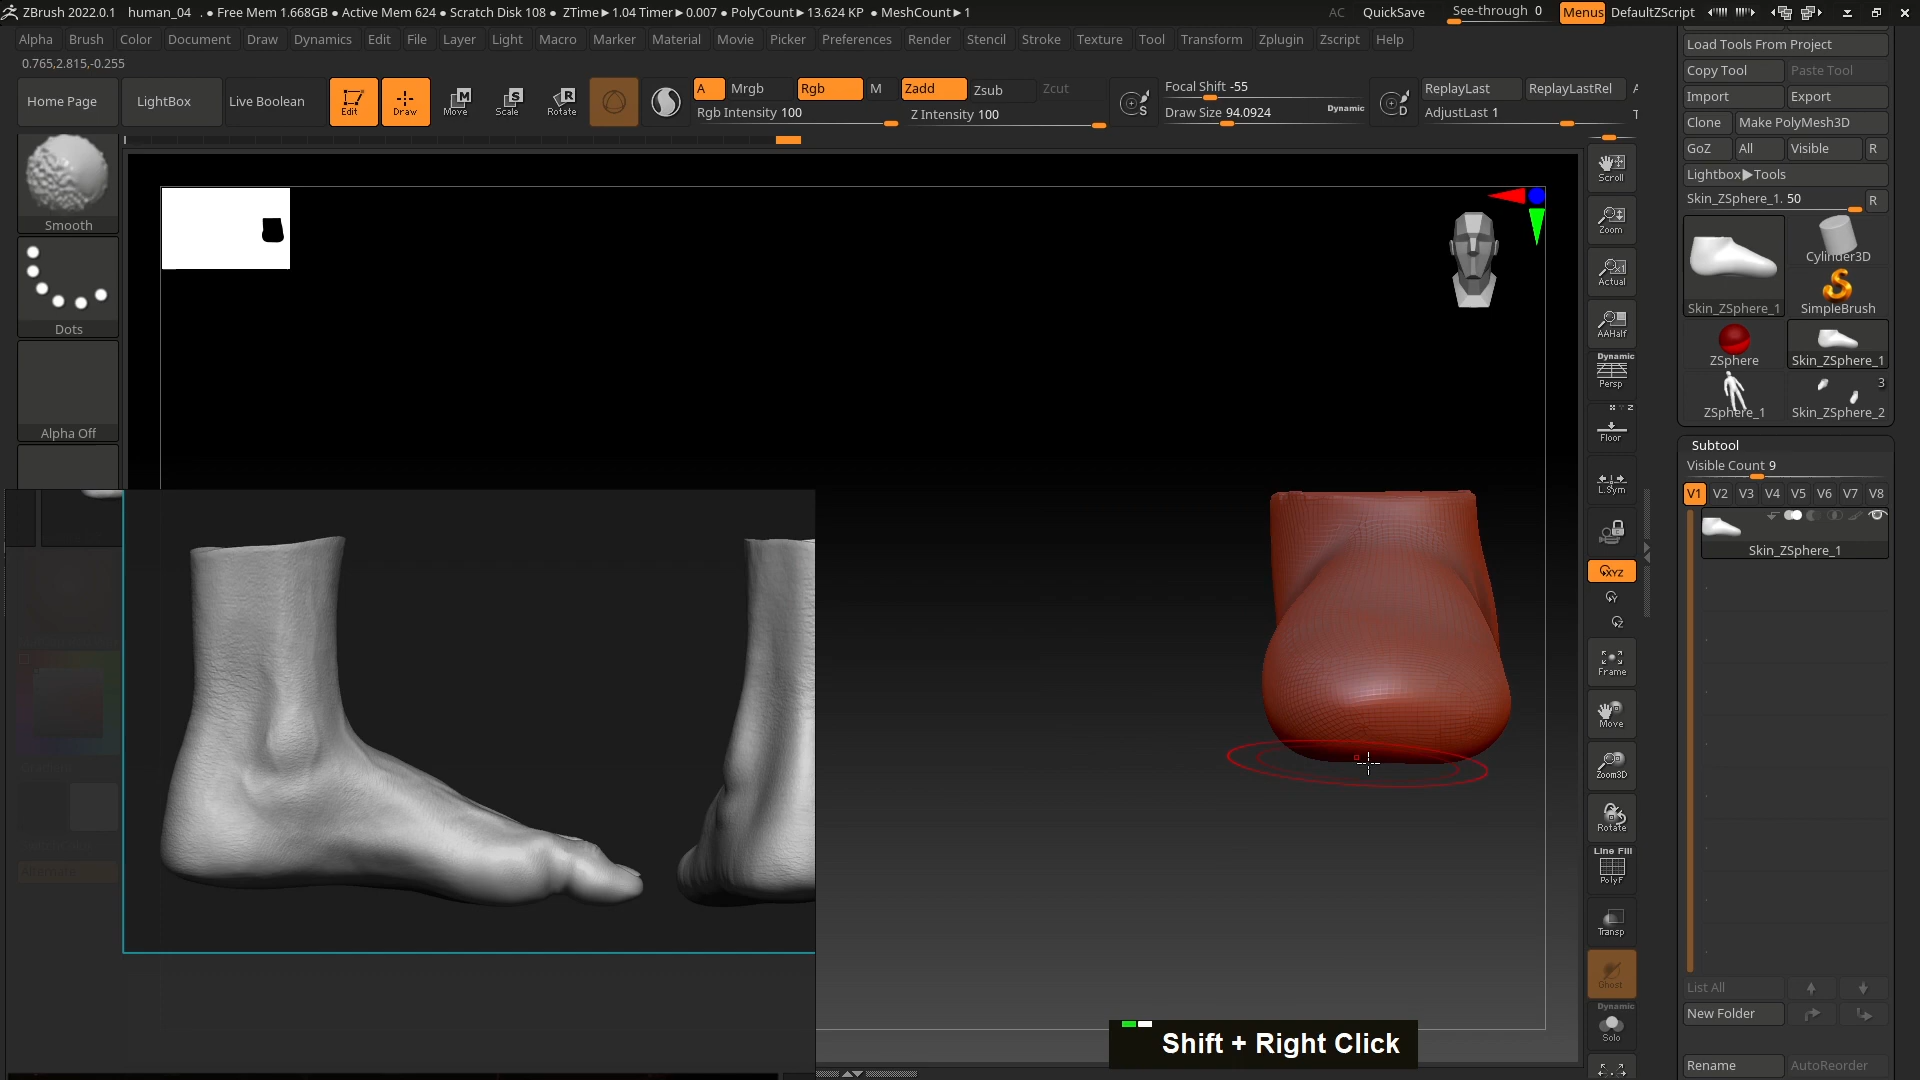 ZBrush 2022.0.1 human_04 . ● Free Mem 1.668GB ● Active Mem 624 ● Scratch Disk 108 ● ZTime►1.04 Timer►0.007 ● PolyCount►13.624 KP ● MeshCount►1 AC QuickSave See-through 0 Menus DefaultZScript
Alpha Brush Color Document Draw Dynamics Edit File Layer Light Macro Marker Material Movie Picker Preferences Render Stencil Stroke Texture Tool Transform Zplugin Zscript Help
0.765,2.815,-0.255
Home Page LightBox Live Boolean Edit Draw Move Scale Rotate
A Mrgb Rgb M Zadd Zsub Zcut
Rgb Intensity 100 Z Intensity 100
S Focal Shift -55
Draw Size 94.0924 Dynamic
D ReplayLast ReplayLastRel A
AdjustLast 1 T
Smooth
Dots
Alpha Off
Alternate
Scroll
Zoom
Actual
AAHalf
Dynamic
Persp
X Y Z
Floor
L.Sym
XYZ
Y
Z
Frame
Move
Zoom3D
Rotate
Line Fill
PolyF
Transp
Ghost
Dynamic
Solo
Load Tools From Project
Copy Tool Paste Tool
Import Export
Clone Make PolyMesh3D
GoZ All Visible R
Lightbox►Tools
Skin_ZSphere_1. 50 R
Skin_ZSphere_1 Cylinder3D
SimpleBrush
ZSphere Skin_ZSphere_1
3
ZSphere_1 Skin_ZSphere_2
Subtool
Visible Count 9
V1 V2 V3 V4 V5 V6 V7 V8
Skin_ZSphere_1
List All
New Folder
Rename AutoReorder
Shift + Right Click